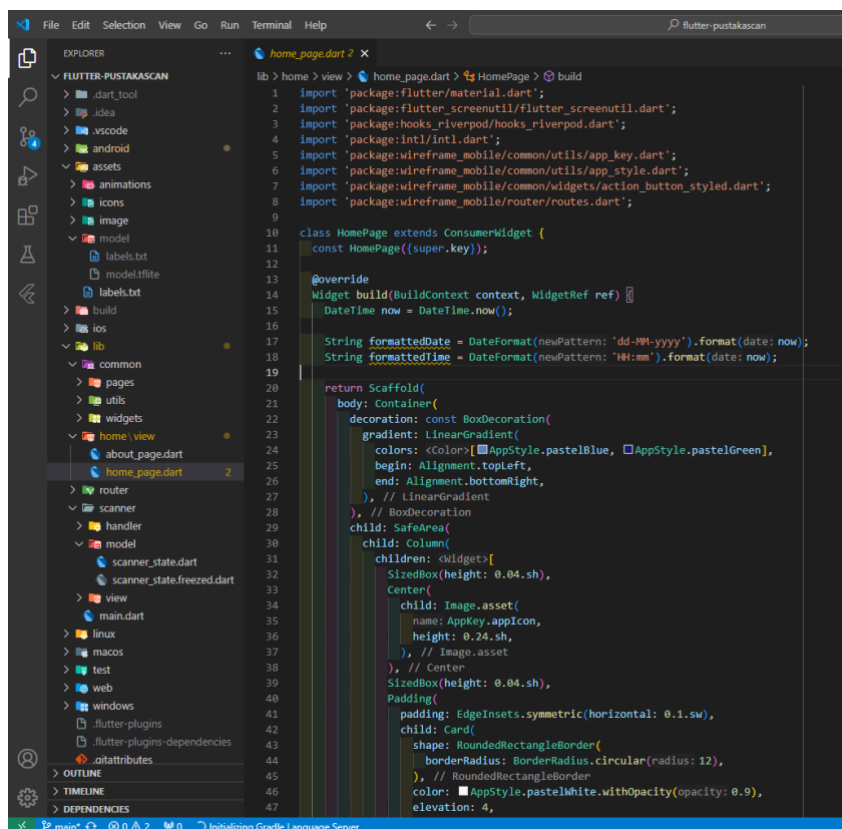 File Edit Selection View Go Run Terminal Help
flutter-pustakascan
EXPLORER
FLUTTER-PUSTAKASCAN
.dart_tool
.idea
.vscode
android
assets
animations
icons
image
model
labels.txt
model.tflite
labels.txt
build
ios
lib
common
pages
utils
widgets
home \ view
about_page.dart
home_page.dart 2
router
scanner
handler
model
scanner_state.dart
scanner_state.freezed.dart
view
main.dart
linux
macos
test
web
windows
.flutter-plugins
.flutter-plugins-dependencies
.gitattributes
OUTLINE
TIMELINE
DEPENDENCIES
4
home_page.dart 2
lib > home > view > home_page.dart > HomePage > build
1 import 'package:flutter/material.dart';
2 import 'package:flutter_screenutil/flutter_screenutil.dart';
3 import 'package:hooks_riverpod/hooks_riverpod.dart';
4 import 'package:intl/intl.dart';
5 import 'package:wireframe_mobile/common/utils/app_key.dart';
6 import 'package:wireframe_mobile/common/utils/app_style.dart';
7 import 'package:wireframe_mobile/common/widgets/action_button_styled.dart';
8 import 'package:wireframe_mobile/router/routes.dart';
9
10 class HomePage extends ConsumerWidget {
11 const HomePage({super.key});
12
13 @override
14 Widget build(BuildContext context, WidgetRef ref) {
15 DateTime now = DateTime.now();
16
17 String formattedDate = DateFormat(newPattern: 'dd-MM-yyyy').format(date: now);
18 String formattedTime = DateFormat(newPattern: 'HH:mm').format(date: now);
19
20 return Scaffold(
21 body: Container(
22 decoration: const BoxDecoration(
23 gradient: LinearGradient(
24 colors: <Color>[AppStyle.pastelBlue, AppStyle.pastelGreen],
25 begin: Alignment.topLeft,
26 end: Alignment.bottomRight,
27 ), // LinearGradient
28 ), // BoxDecoration
29 child: SafeArea(
30 child: Column(
31 children: <Widget>[
32 SizedBox(height: 0.04.sh),
33 Center(
34 child: Image.asset(
35 name: AppKey.appIcon,
36 height: 0.24.sh,
37 ), // Image.asset
38 ), // Center
39 SizedBox(height: 0.04.sh),
40 Padding(
41 padding: EdgeInsets.symmetric(horizontal: 0.1.sw),
42 child: Card(
43 shape: RoundedRectangleBorder(
44 borderRadius: BorderRadius.circular(radius: 12),
45 ), // RoundedRectangleBorder
46 color: AppStyle.pastelWhite.withOpacity(opacity: 0.9),
47 elevation: 4,
main* 0 2 0 Initializing Gradle Language Server